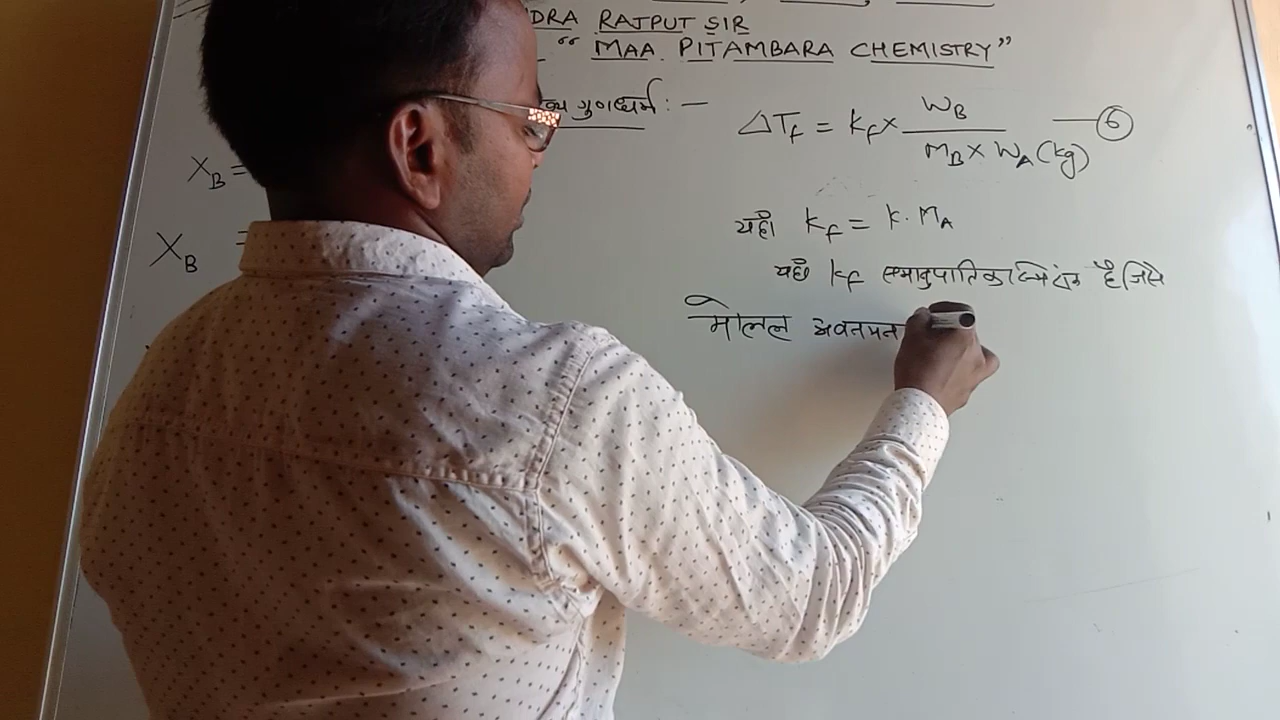 DRA RAJPUT SIR
“ MAA PITAMBARA CHEMISTRY”
गुणधर्म : —
ΔT_f = k_f × W_B / M_B × W_A (kg) — ⑥
X_B =
यहाँ k_f = k. M_A
X_B =
यहाँ k_f समानुपातिक है जिसे
मोलल अवनमन